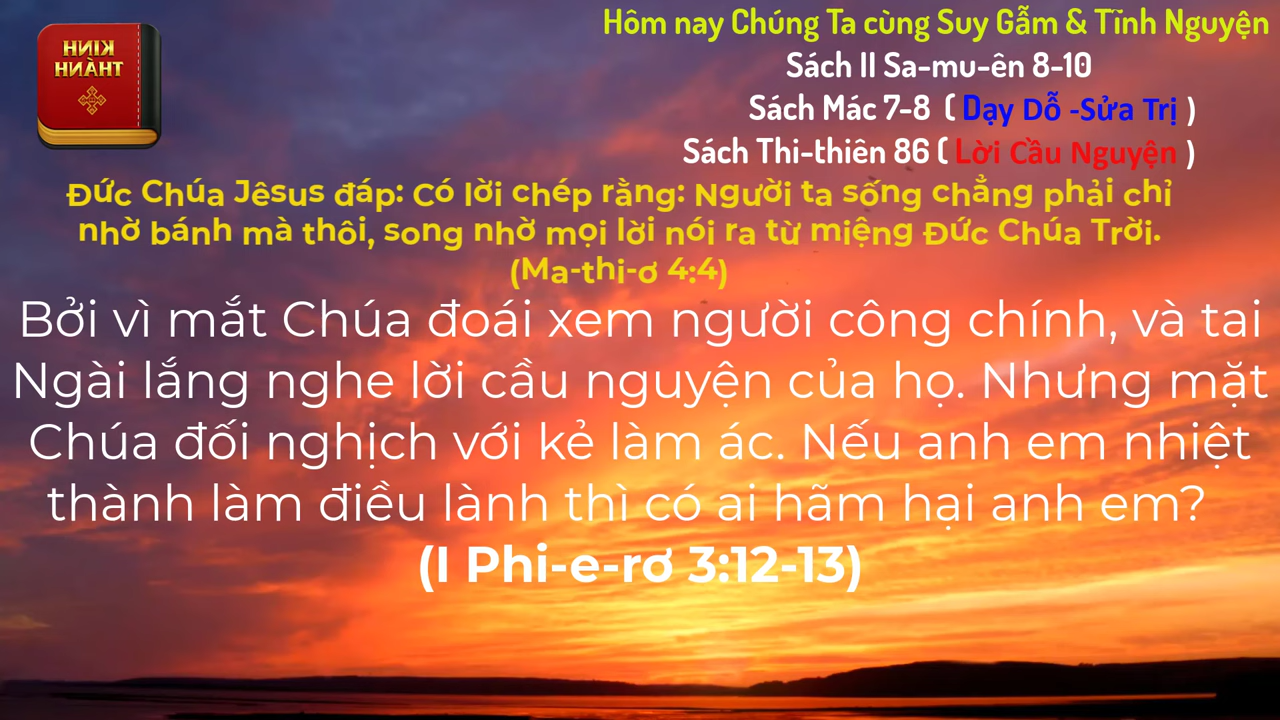 KINH
THÀNH
Hôm nay Chúng Ta cùng Suy Gẫm & Tĩnh Nguyện
Sách II Sa-mu-ên 8-10
Sách Mác 7-8 ( Dạy Dỗ -Sửa Trị )
Sách Thi-thiên 86 ( Lời Cầu Nguyện )
Đức Chúa Jêsus đáp: Có lời chép rằng: Người ta sống chẳng phải chỉ
nhờ bánh mà thôi, song nhờ mọi lời nói ra từ miệng Đức Chúa Trời.
(Ma-thi-ơ 4:4)
Bởi vì mắt Chúa đoái xem người công chính, và tai
Ngài lắng nghe lời cầu nguyện của họ. Nhưng mặt
Chúa đối nghịch với kẻ làm ác. Nếu anh em nhiệt
thành làm điều lành thì có ai hãm hại anh em?
(I Phi-e-rơ 3:12-13)